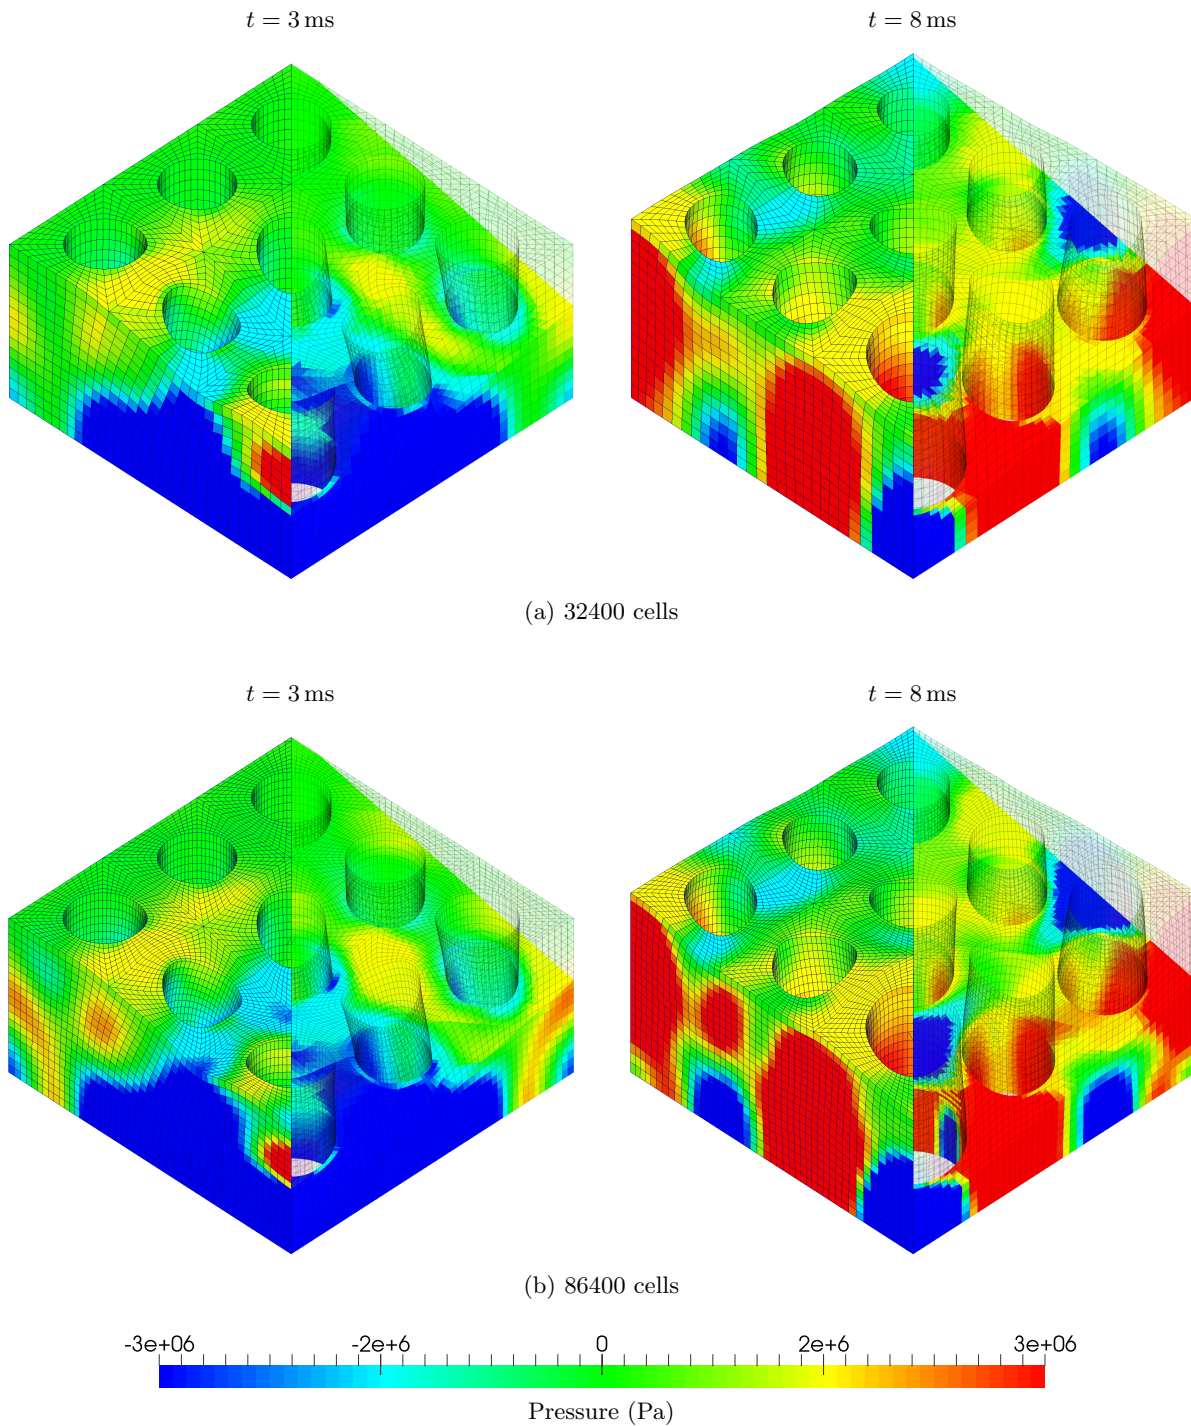 t = 3 ms
t = 8 ms
(a) 32400 cells
t = 3 ms
t = 8 ms
(b) 86400 cells
-3e+06 -2e+6 0 2e+6 3e+06
Pressure (Pa)